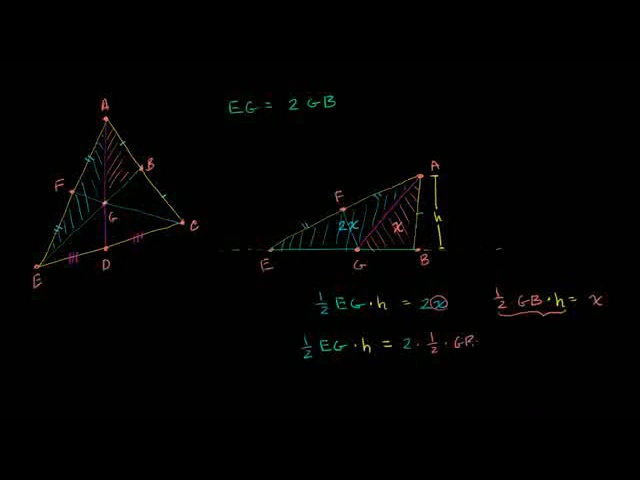 EG = 2 GB
A
B
F
G
C
D
E
A
F
h
2x
x
E
G
B
1/2 EG · h = 2x
1/2 GB · h = x
1/2 EG · h = 2 · 1/2 · GB